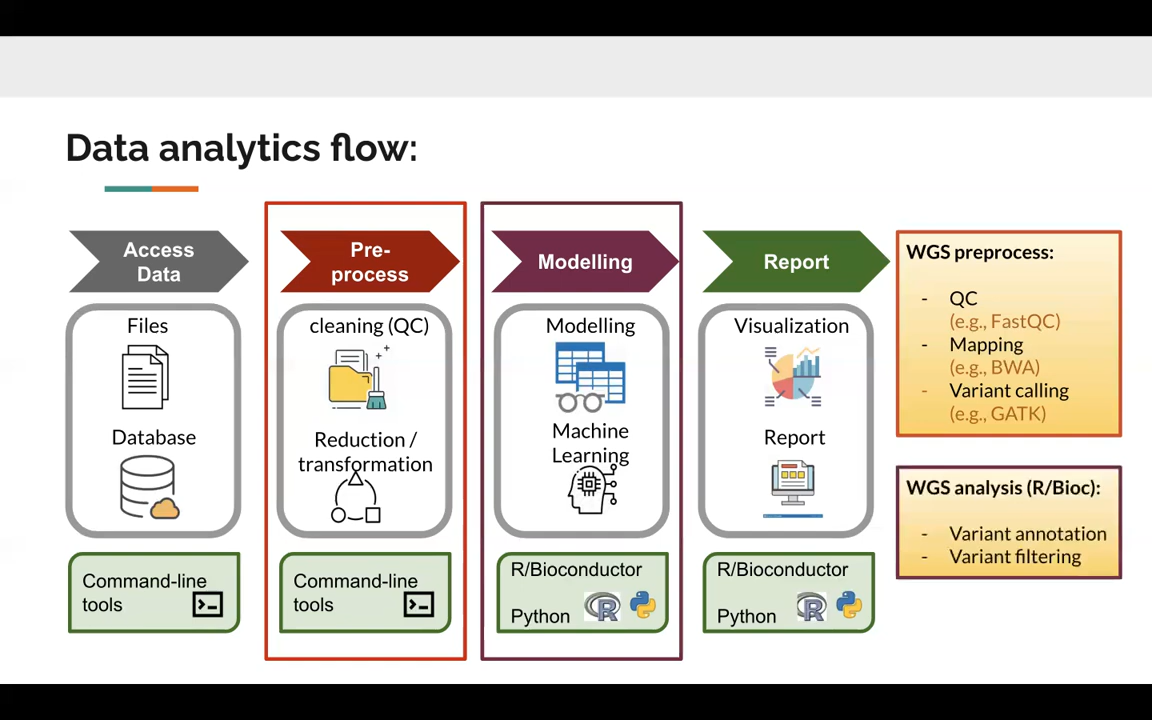 Data analytics flow:
Access
Data
Files
Database
Command-line
tools
Pre-
process
cleaning (QC)
Reduction /
transformation
Command-line
tools
Modelling
Modelling
Machine
Learning
R/Bioconductor
Python
R
Report
Visualization
Report
R/Bioconductor
Python
R
WGS preprocess:
- QC
(e.g., FastQC)
- Mapping
(e.g., BWA)
- Variant calling
(e.g., GATK)
WGS analysis (R/Bioc):
- Variant annotation
- Variant filtering